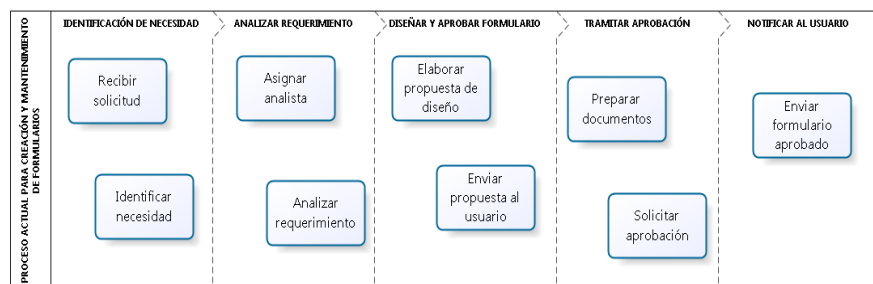 PROCESO ACTUAL PARA CREACIÓN Y MANTENIMIENTO
DE FORMULARIOS
IDENTIFICACIÓN DE NECESIDAD
Recibir
solicitud
Identificar
necesidad
ANALIZAR REQUERIMIENTO
Asignar
analista
Analizar
requerimiento
DISEÑAR Y APROBAR FORMULARIO
Elaborar
propuesta de
diseño
Enviar
propuesta al
usuario
TRAMITAR APROBACIÓN
Preparar
documentos
Solicitar
aprobación
NOTIFICAR AL USUARIO
Enviar
formulario
aprobado